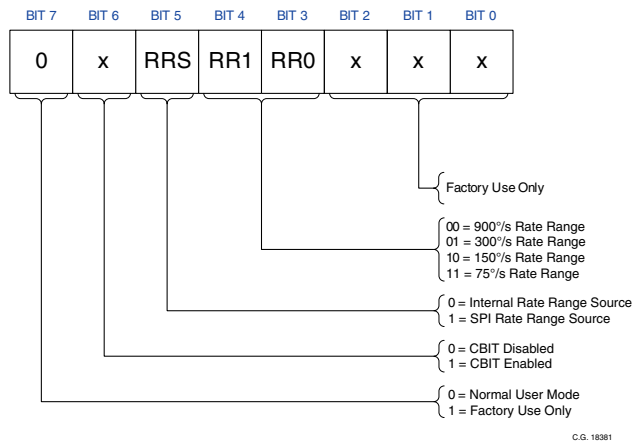 BIT 7 BIT 6 BIT 5 BIT 4 BIT 3 BIT 2 BIT 1 BIT 0
0 x RRS RR1 RR0 x x x
Factory Use Only
00 = 900°/s Rate Range
01 = 300°/s Rate Range
10 = 150°/s Rate Range
11 = 75°/s Rate Range
0 = Internal Rate Range Source
1 = SPI Rate Range Source
0 = CBIT Disabled
1 = CBIT Enabled
0 = Normal User Mode
1 = Factory Use Only
C.G. 18381